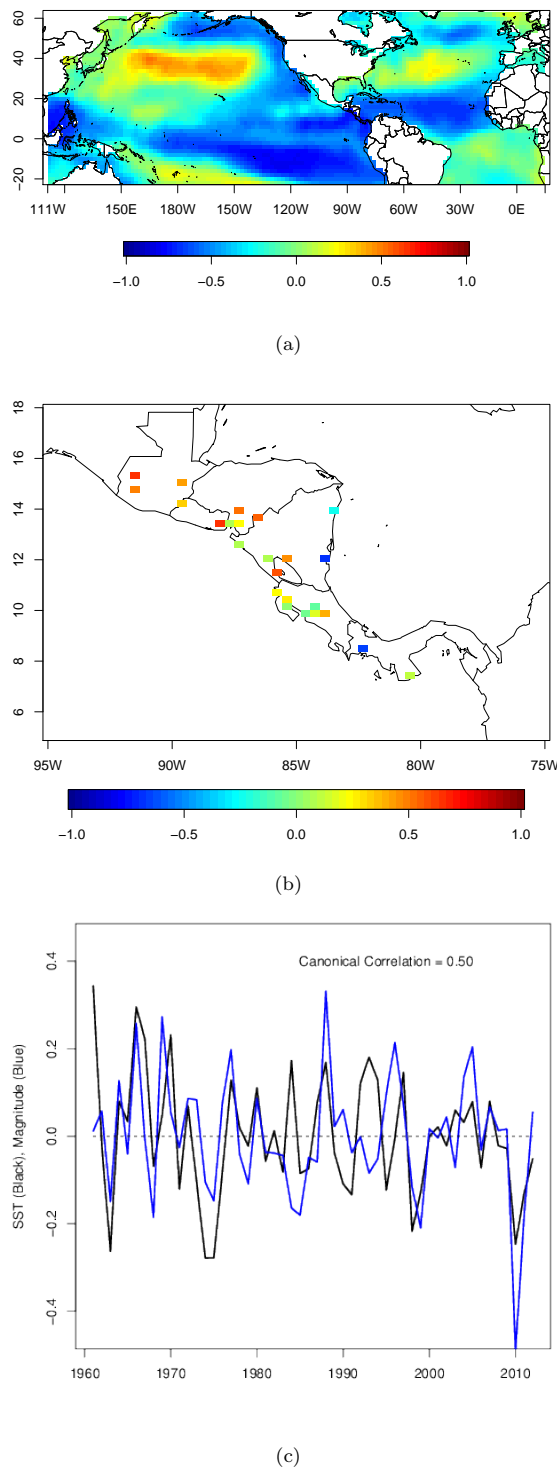 60
40
20
0
−20
111W 150E 180W 150W 120W 90W 60W 30W 0E
−1.0 −0.5 0.0 0.5 1.0
(a)
18
16
14
12
10
8
6
95W 90W 85W 80W 75W
−1.0 −0.5 0.0 0.5 1.0
(b)
SST (Black), Magnitude (Blue)
Canonical Correlation = 0.50
0.4
0.2
0.0
−0.2
−0.4
1960 1970 1980 1990 2000 2010
(c)